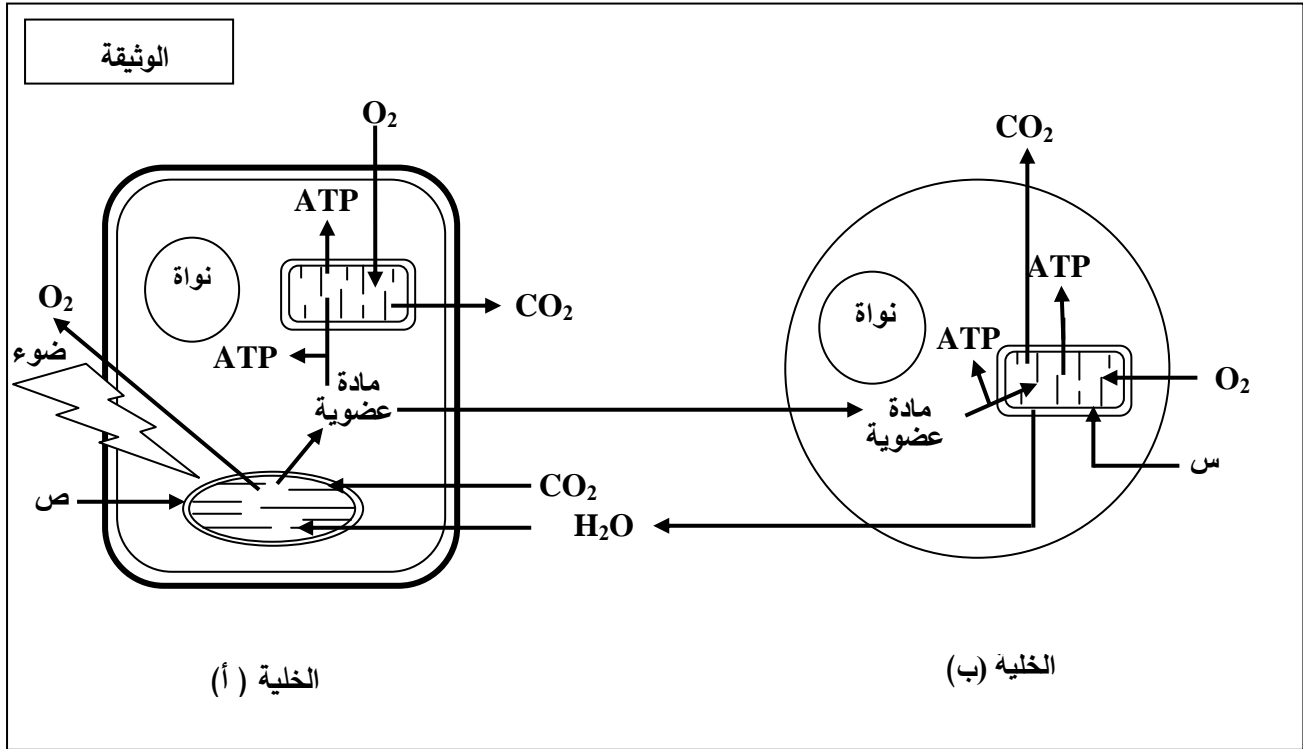 الوثيقة
O₂
ATP
نواة
O₂
ضوء
CO₂
ATP
مادة
عضوية
ص
CO₂
H₂O
الخلية ( أ)
CO₂
ATP
نواة
ATP
O₂
مادة
عضوية
س
الخلية (ب)